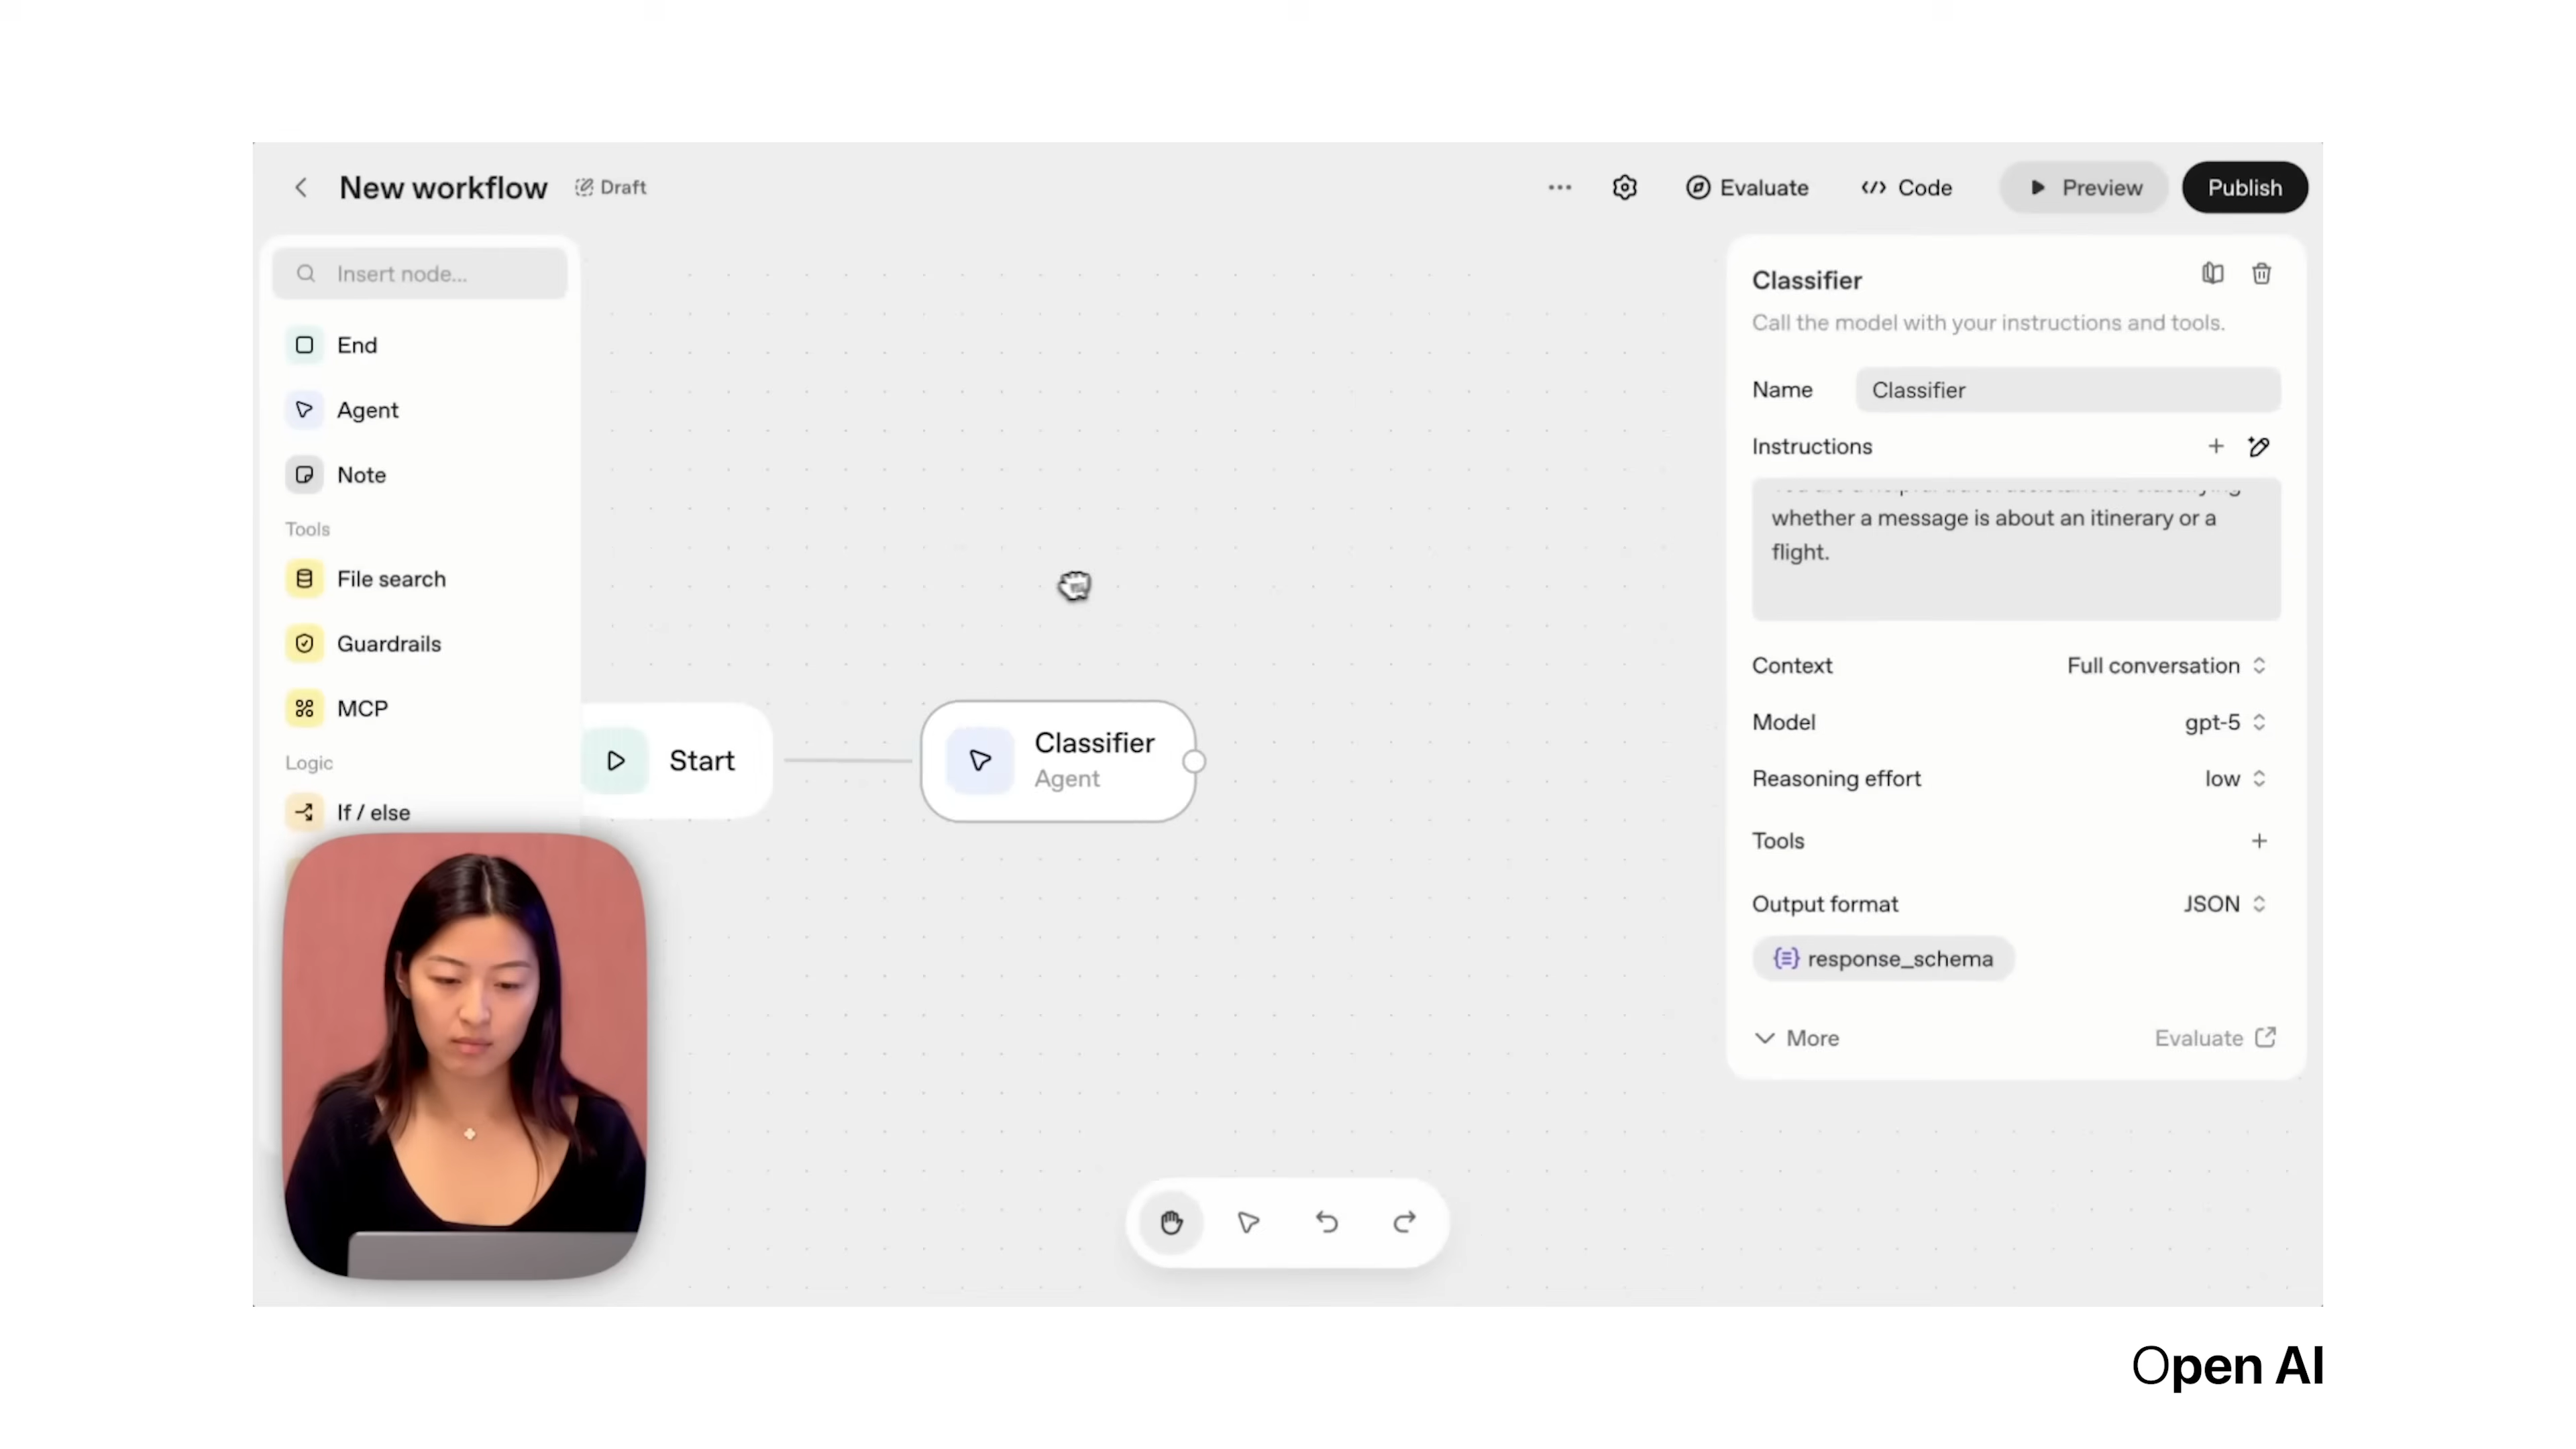 New workflow
Draft
Evaluate
Code
Preview
Publish
Insert node...
End
Agent
Note
Tools
File search
Guardrails
MCP
Logic
If / else
Start
Classifier
Agent
Classifier
Call the model with your instructions and tools.
Name
Classifier
Instructions
whether a message is about an itinerary or a
flight.
Context
Full conversation
Model
gpt-5
Reasoning effort
low
Tools
Output format
JSON
response_schema
More
Evaluate
Open AI